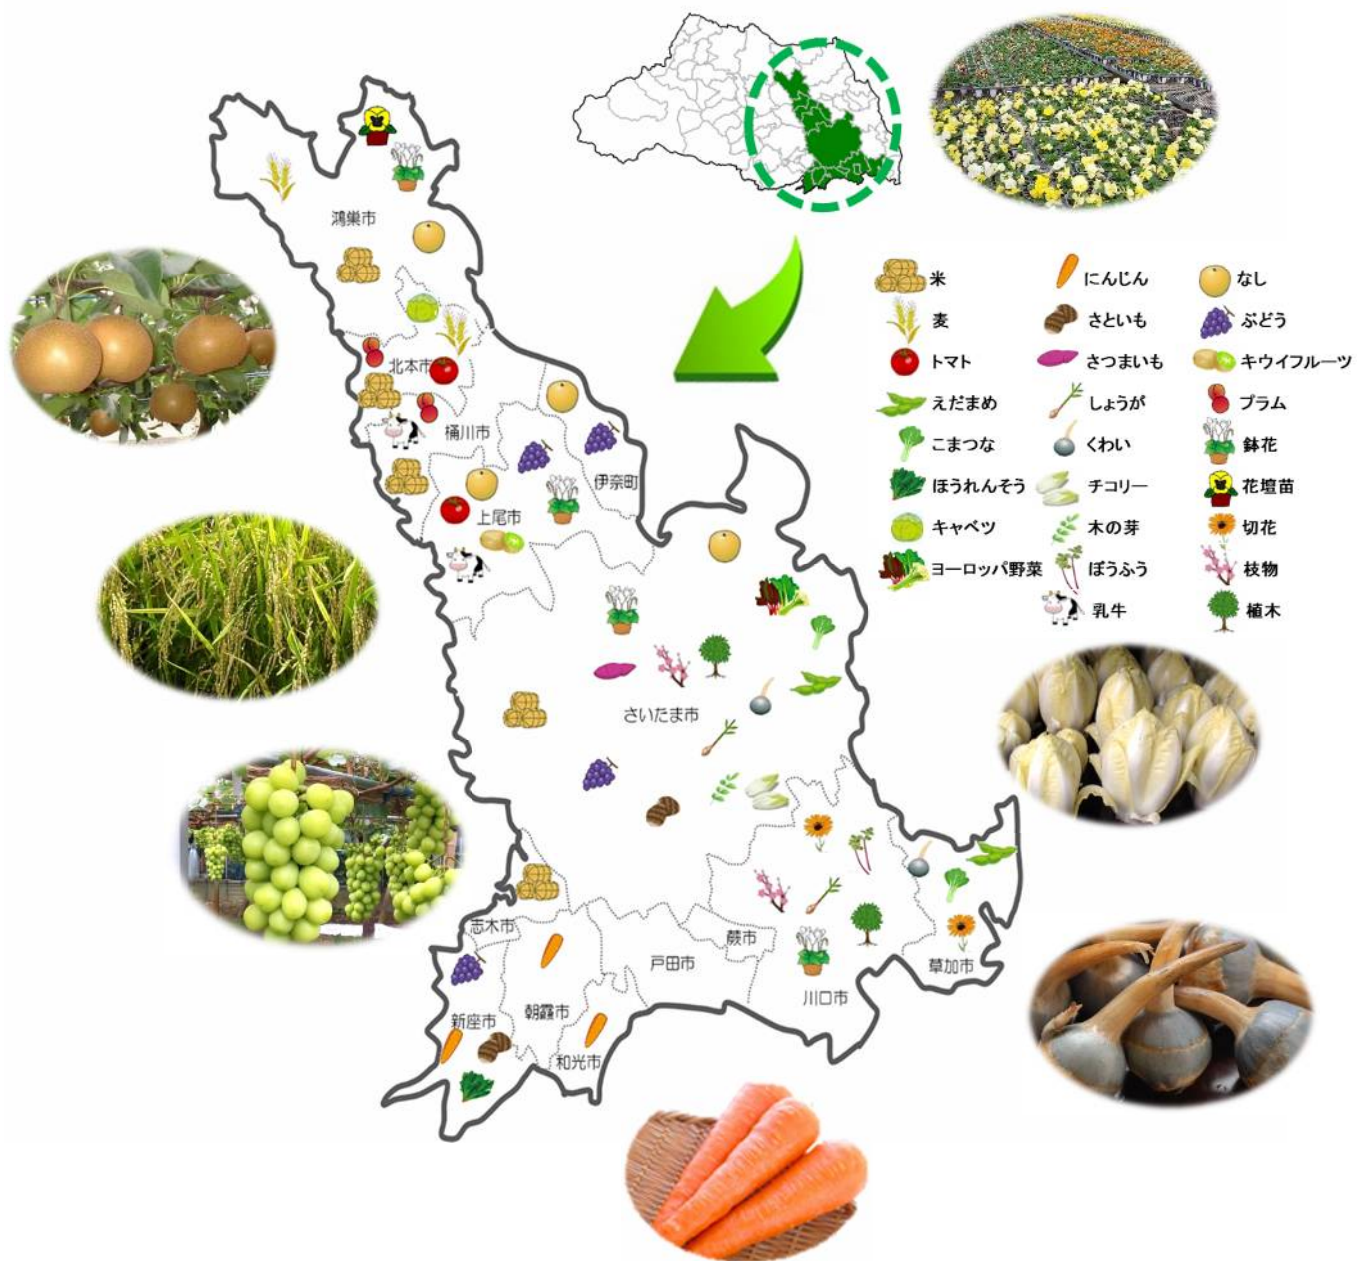 鴻巣市
北本市
桶川市
伊奈町
上尾市
さいたま市
志木市
蕨市
戸田市
草加市
川口市
朝霞市
新座市
和光市
米
にんじん
なし
麦
さといも
ぶどう
トマト
さつまいも
キウイフルーツ
えだまめ
しょうが
プラム
こまつな
くわい
鉢花
ほうれんそう
チコリー
花壇苗
キャベツ
木の芽
切花
ヨーロッパ野菜
ぼうふう
枝物
乳牛
植木